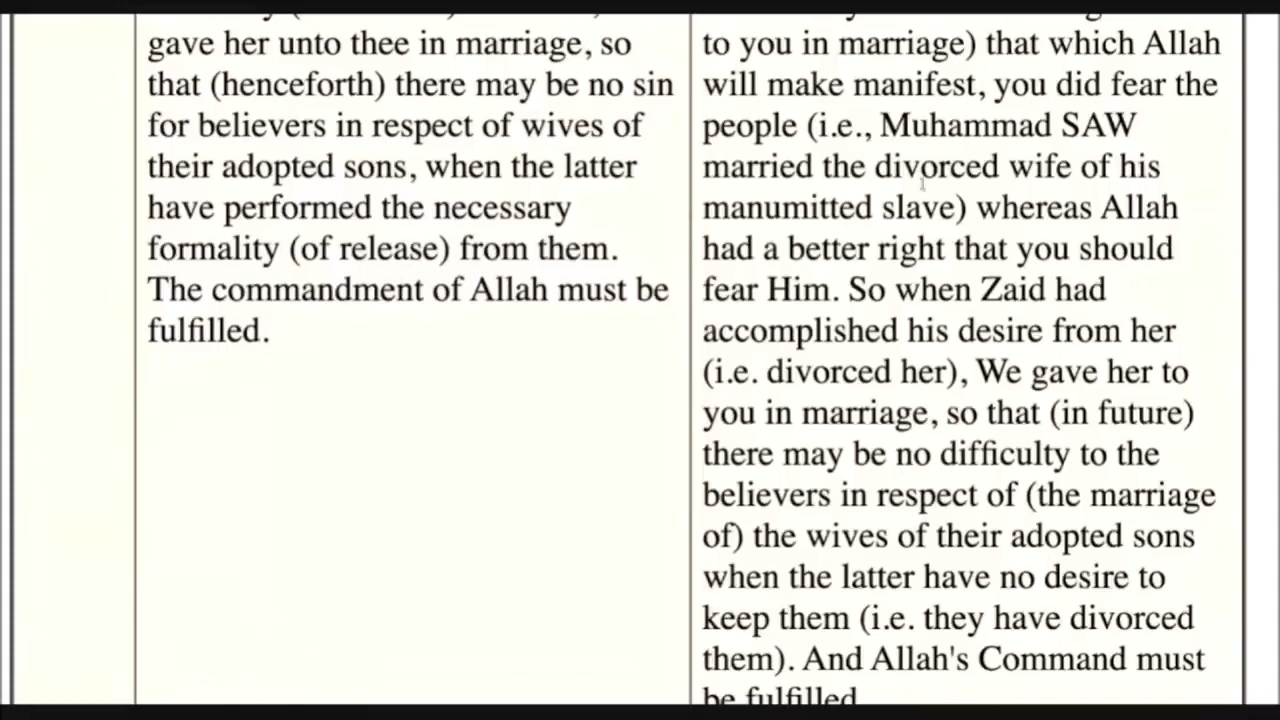 gave her unto thee in marriage, so
that (henceforth) there may be no sin
for believers in respect of wives of
their adopted sons, when the latter
have performed the necessary
formality (of release) from them.
The commandment of Allah must be
fulfilled.
to you in marriage) that which Allah
will make manifest, you did fear the
people (i.e., Muhammad SAW
married the divorced wife of his
manumitted slave) whereas Allah
had a better right that you should
fear Him. So when Zaid had
accomplished his desire from her
(i.e. divorced her), We gave her to
you in marriage, so that (in future)
there may be no difficulty to the
believers in respect of (the marriage
of) the wives of their adopted sons
when the latter have no desire to
keep them (i.e. they have divorced
them). And Allah's Command must
be fulfilled